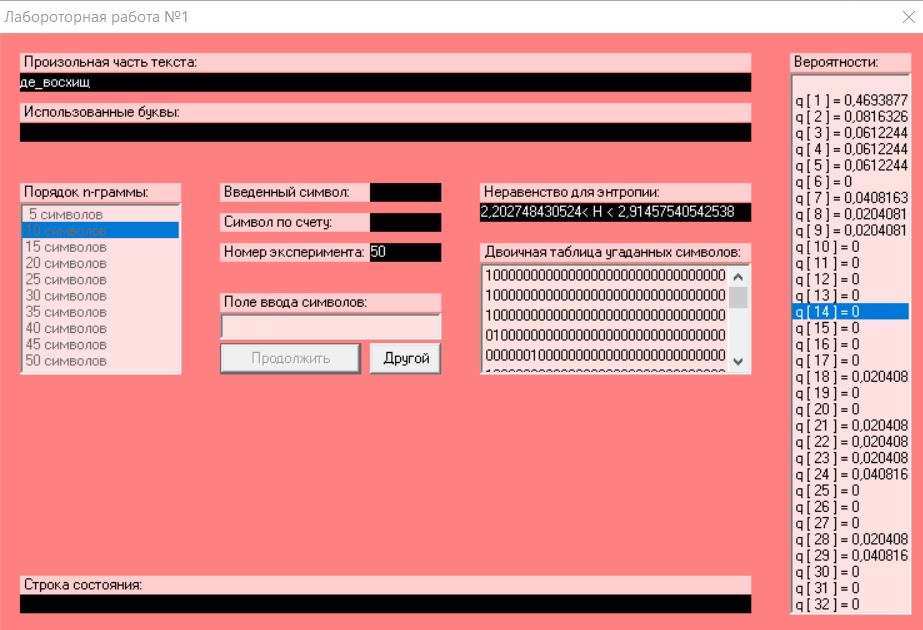 Лабороторная работа №1
Произольная часть текста:
де_восхищ
Использованные буквы:
Порядок n-граммы:
5 символов
10 символов
15 символов
20 символов
25 символов
30 символов
35 символов
40 символов
45 символов
50 символов
Введенный символ:
Символ по счету:
Номер эксперимента: 50
Поле ввода символов:
Продолжить
Другой
Неравенство для энтропии:
2,202748430524< H < 2,91457540542538
Двоичная таблица угаданных символов:
10000000000000000000000000000000
10000000000000000000000000000000
10000000000000000000000000000000
01000000000000000000000000000000
00000010000000000000000000000000
Строка состояния:
Вероятности:
q [ 1 ] = 0,4693877
q [ 2 ] = 0,0816326
q [ 3 ] = 0,0612244
q [ 4 ] = 0,0612244
q [ 5 ] = 0,0612244
q [ 6 ] = 0
q [ 7 ] = 0,0408163
q [ 8 ] = 0,0204081
q [ 9 ] = 0,0204081
q [ 10 ] = 0
q [ 11 ] = 0
q [ 12 ] = 0
q [ 13 ] = 0
q [ 14 ] = 0
q [ 15 ] = 0
q [ 16 ] = 0
q [ 17 ] = 0
q [ 18 ] = 0,020408
q [ 19 ] = 0
q [ 20 ] = 0
q [ 21 ] = 0,020408
q [ 22 ] = 0,020408
q [ 23 ] = 0,020408
q [ 24 ] = 0,040816
q [ 25 ] = 0
q [ 26 ] = 0
q [ 27 ] = 0
q [ 28 ] = 0,020408
q [ 29 ] = 0,040816
q [ 30 ] = 0
q [ 31 ] = 0
q [ 32 ] = 0